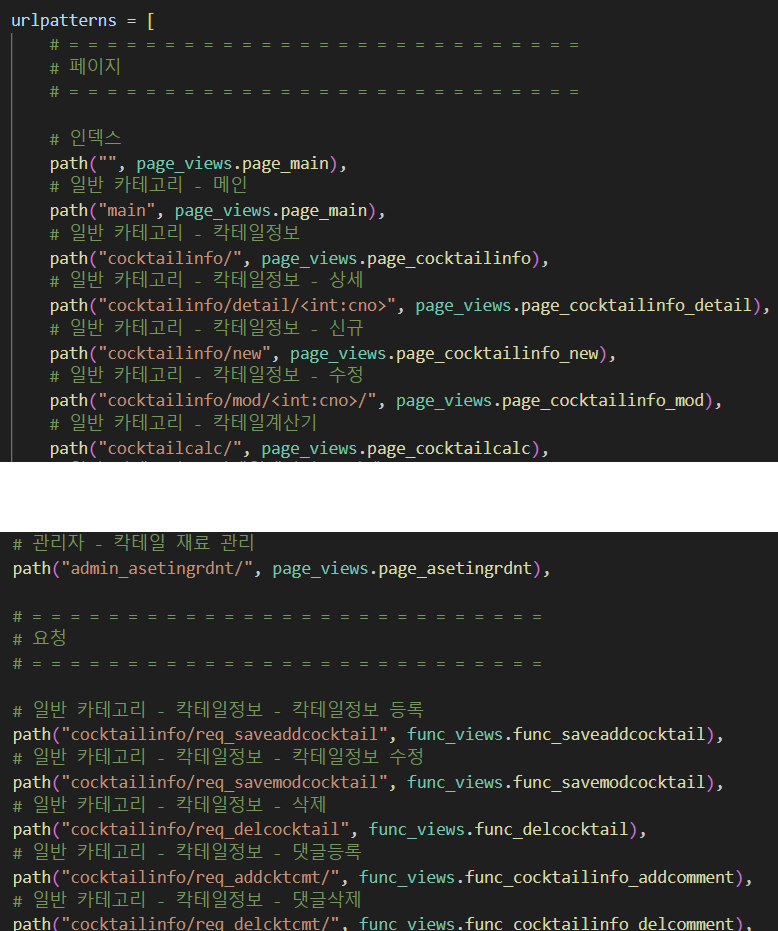 urlpatterns = [
# = = = = = = = = = = = = = = = = = = = = = = = = = = =
# 페이지
# = = = = = = = = = = = = = = = = = = = = = = = = = = =
# 인덱스
path("", page_views.page_main),
# 일반 카테고리 - 메인
path("main", page_views.page_main),
# 일반 카테고리 - 칵테일정보
path("cocktailinfo/", page_views.page_cocktailinfo),
# 일반 카테고리 - 칵테일정보 - 상세
path("cocktailinfo/detail/<int:cno>", page_views.page_cocktailinfo_detail),
# 일반 카테고리 - 칵테일정보 - 신규
path("cocktailinfo/new", page_views.page_cocktailinfo_new),
# 일반 카테고리 - 칵테일정보 - 수정
path("cocktailinfo/mod/<int:cno>/", page_views.page_cocktailinfo_mod),
# 일반 카테고리 - 칵테일계산기
path("cocktailcalc/", page_views.page_cocktailcalc),
# 관리자 - 칵테일 재료 관리
path("admin_asetingrdnt/", page_views.page_asetingrdnt),
# = = = = = = = = = = = = = = = = = = = = = = = = = = =
# 요청
# = = = = = = = = = = = = = = = = = = = = = = = = = = =
# 일반 카테고리 - 칵테일정보 - 칵테일정보 등록
path("cocktailinfo/req_saveaddcocktail", func_views.func_saveaddcocktail),
# 일반 카테고리 - 칵테일정보 - 칵테일정보 수정
path("cocktailinfo/req_savemodcocktail", func_views.func_savemodcocktail),
# 일반 카테고리 - 칵테일정보 - 삭제
path("cocktailinfo/req_delcocktail", func_views.func_delcocktail),
# 일반 카테고리 - 칵테일정보 - 댓글등록
path("cocktailinfo/req_addcktcmt/", func_views.func_cocktailinfo_addcomment),
# 일반 카테고리 - 칵테일정보 - 댓글삭제
path("cocktailinfo/req_delcktcmt/", func_views.func_cocktailinfo_delcomment),